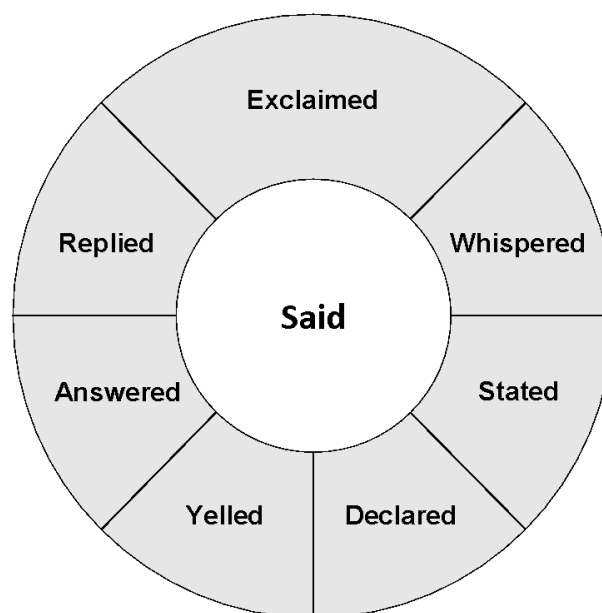 Exclaimed
Replied
Whispered
Said
Answered
Stated
Yelled
Declared